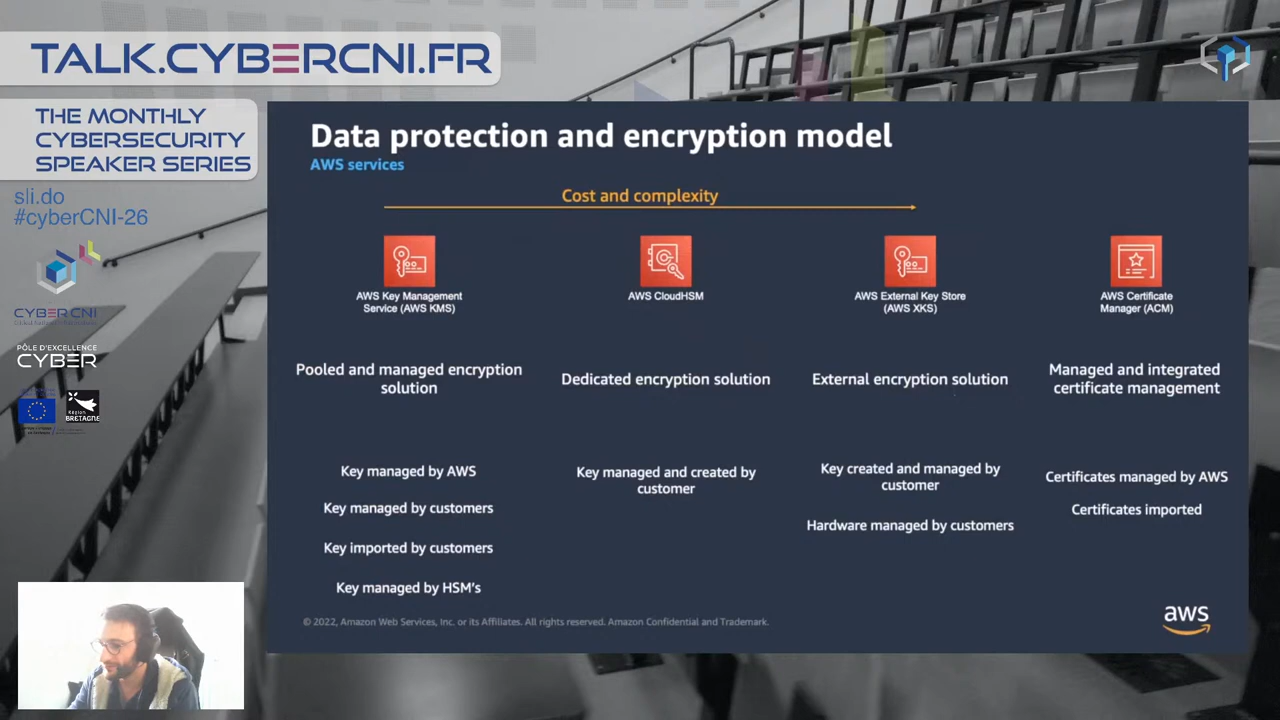 TALK.CYBERCNI.FR
THE MONTHLY
CYBERSECURITY
SPEAKER SERIES
sli.do
#cyberCNI-26
CYBERCNI
PÔLE D'EXCELLENCE
CYBER
Région
BRETAGNE
Data protection and encryption model
AWS services
Cost and complexity
AWS Key Management
Service (AWS KMS)
AWS CloudHSM
AWS External Key Store
(AWS XKS)
AWS Certificate
Manager (ACM)
Pooled and managed encryption
solution
Dedicated encryption solution
External encryption solution
Managed and integrated
certificate management
Key managed by AWS
Key managed by customers
Key imported by customers
Key managed by HSM's
Key managed and created by
customer
Key created and managed by
customer
Hardware managed by customers
Certificates managed by AWS
Certificates imported
© 2022, Amazon Web Services, Inc. or its Affiliates. All rights reserved. Amazon Confidential and Trademark.
aws